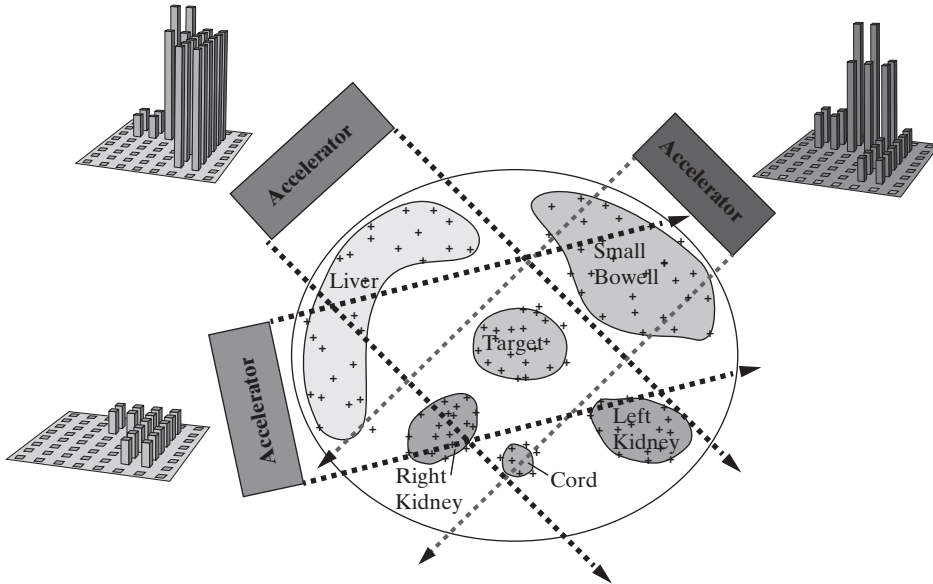 Accelerator
Accelerator
Small
Bowell
Liver
Target
Accelerator
Left
Kidney
Right
Kidney
Cord